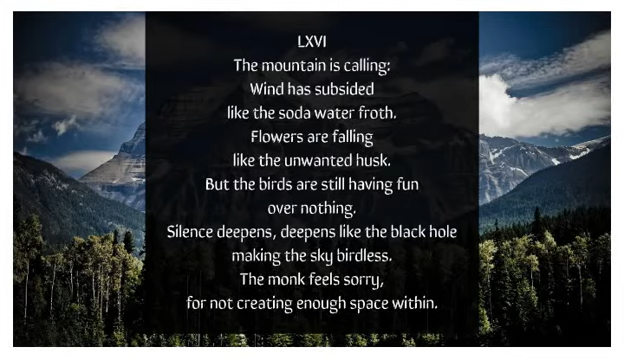 LXVI
The mountain is calling:
Wind has subsided
like the soda water froth.
Flowers are falling
like the unwanted husk.
But the birds are still having fun
over nothing.
Silence deepens, deepens like the black hole
making the sky birdless.
The monk feels sorry,
for not creating enough space within.